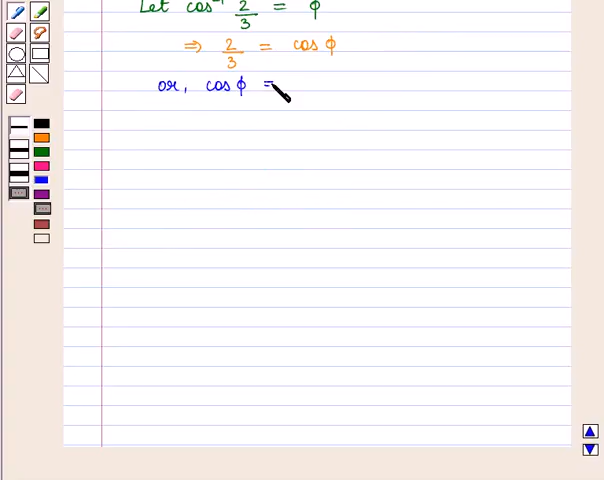 Let cos⁻¹ 2/3 = ϕ
⇒ 2/3 = cos ϕ
or, cos ϕ =